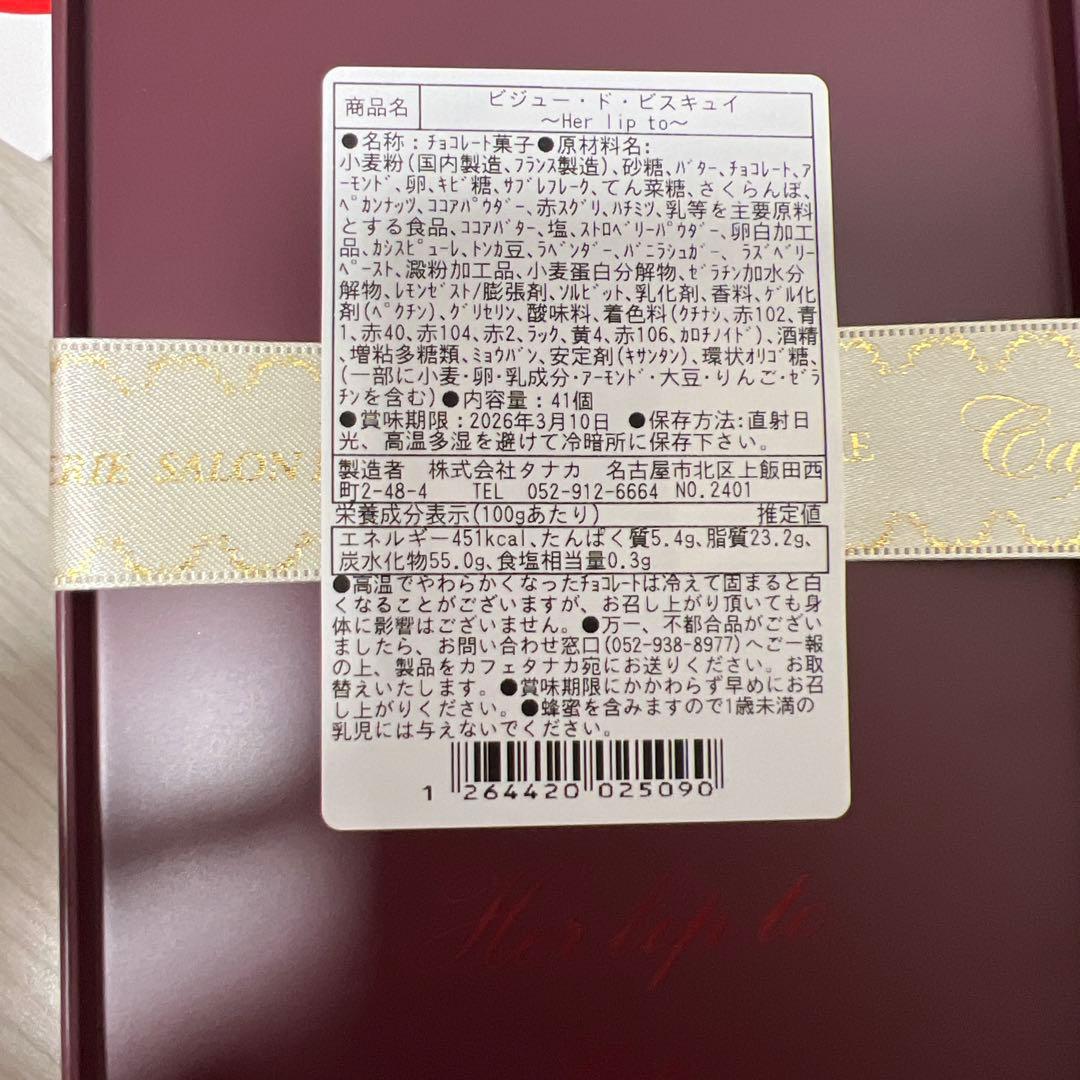 商品名 ビジュー・ド・ビスキュイ
～Her lip to～
●名称：ﾁｮｺﾚｰﾄ菓子●原材料名：
小麦粉(国内製造、ﾌﾗﾝｽ製造)、砂糖、ﾊﾞﾀｰ、ﾁｮｺﾚｰﾄ、ｱ
ｰﾓﾝﾄﾞ、卵、ｷﾋﾞ糖、ｻﾌﾞﾚﾌﾚｰｸ、てん菜糖、さくらんぼ、
ﾍﾟｶﾝﾅｯﾂ、ｺｺｱﾊﾟｳﾀﾞｰ、赤ｽｸﾞﾘ、ﾊﾁﾐﾂ、乳等を主要原料
とする食品、ｺｺｱﾊﾞﾀｰ、塩、ｽﾄﾛﾍﾞﾘｰﾊﾟｳﾀﾞｰ、卵白加工
品、ｶｼｽﾋﾟｭｰﾚ、ﾄﾝｶ豆、ﾗﾍﾞﾝﾀﾞｰ、ﾊﾞﾆﾗｼｭｶﾞｰ、ﾗｽﾞﾍﾞﾘｰ
ﾍﾟｰｽﾄ、澱粉加工品、小麦蛋白分解物、ｾﾞﾗﾁﾝ加水分
解物、ﾚﾓﾝｾﾞｽﾄ/膨張剤、ｿﾙﾋﾞｯﾄ、乳化剤、香料、ｹﾞﾙ化
剤(ﾍﾟｸﾁﾝ)、ｸﾞﾘｾﾘﾝ、酸味料、着色料(ｸﾁﾅｼ、赤102、青
1、赤40、赤104、赤2、ﾗｯｸ、黄4、赤106、ｶﾛﾁﾉｲﾄﾞ)、酒精
、増粘多糖類、ﾐｮｳﾊﾞﾝ、安定剤(ｷｻﾝﾀﾝ)、環状ｵﾘｺﾞ糖、
(一部に小麦・卵・乳成分・ｱｰﾓﾝﾄﾞ・大豆・りんご・ｾﾞﾗ
ﾁﾝを含む)●内容量：41個
●賞味期限：2026年3月10日 ●保存方法:直射日
光、高温多湿を避けて冷暗所に保存下さい。
製造者 株式会社タナカ 名古屋市北区上飯田西
町2-48-4 TEL 052-912-6664 NO.2401
栄養成分表示(100gあたり) 推定値
エネルギー451kcal、たんぱく質5.4g、脂質23.2g、
炭水化物55.0g、食塩相当量0.3g
●高温でやわらかくなったﾁｮｺﾚｰﾄは冷えて固まると白
くなることがございますが、お召し上がり頂いても身
体に影響はございません。●万一、不都合品がござい
ましたら、お問い合わせ窓口(052-938-8977)へご一報
の上、製品をカフェタナカ宛にお送りください。お取
替えいたします。●賞味期限にかかわらず早めにお召
し上がりください。●蜂蜜を含みますので1歳未満の
乳児には与えないでください。
1 264420 025090
ERIE SALON
Her lip to